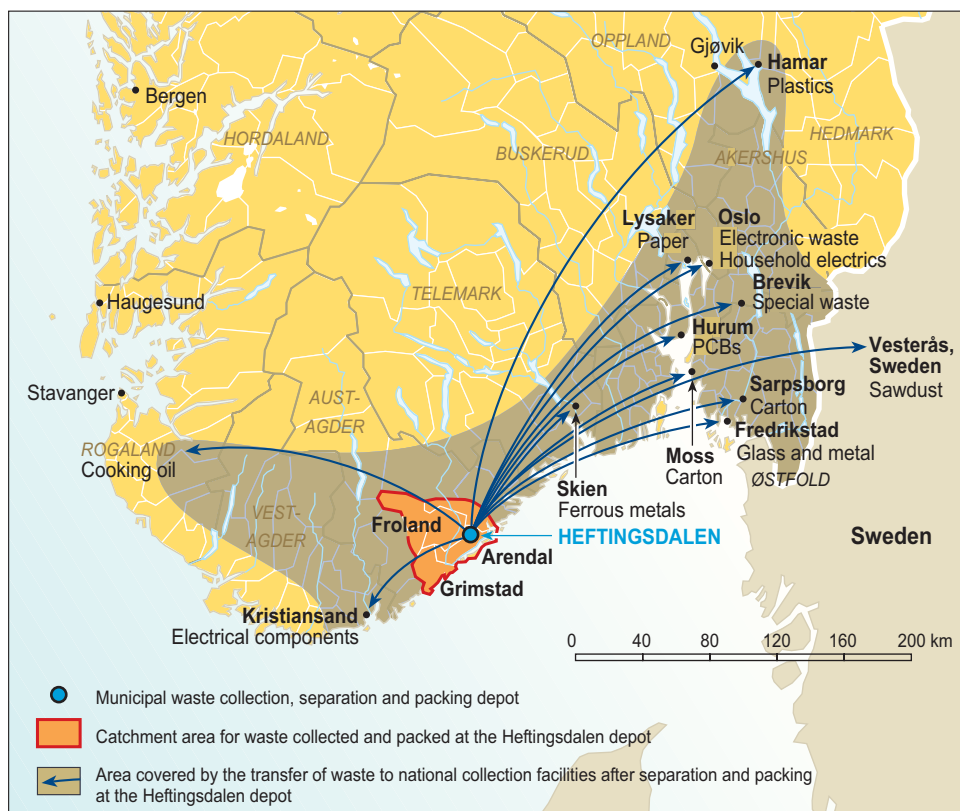 OPPLAND
Gjøvik
Hamar
Plastics
Bergen
HORDALAND
HEDMARK
BUSKERUD
AKERSHUS
Lysaker
Paper
Oslo
Electronic waste
Household electrics
Brevik
Special waste
TELEMARK
Haugesund
Hurum
PCBs
Vesterås,
Sweden
Sawdust
Stavanger
AUST-
AGDER
Sarpsborg
Carton
Fredrikstad
Glass and metal
ØSTFOLD
ROGALAND
Cooking oil
Moss
Carton
Skien
Ferrous metals
VEST-
AGDER
Froland
HEFTINGSDALEN
Sweden
Arendal
Grimstad
Kristiansand
Electrical components
0 40 80 120 160 200 km
Municipal waste collection, separation and packing depot
Catchment area for waste collected and packed at the Heftingsdalen depot
Area covered by the transfer of waste to national collection facilities after separation and packing
at the Heftingsdalen depot